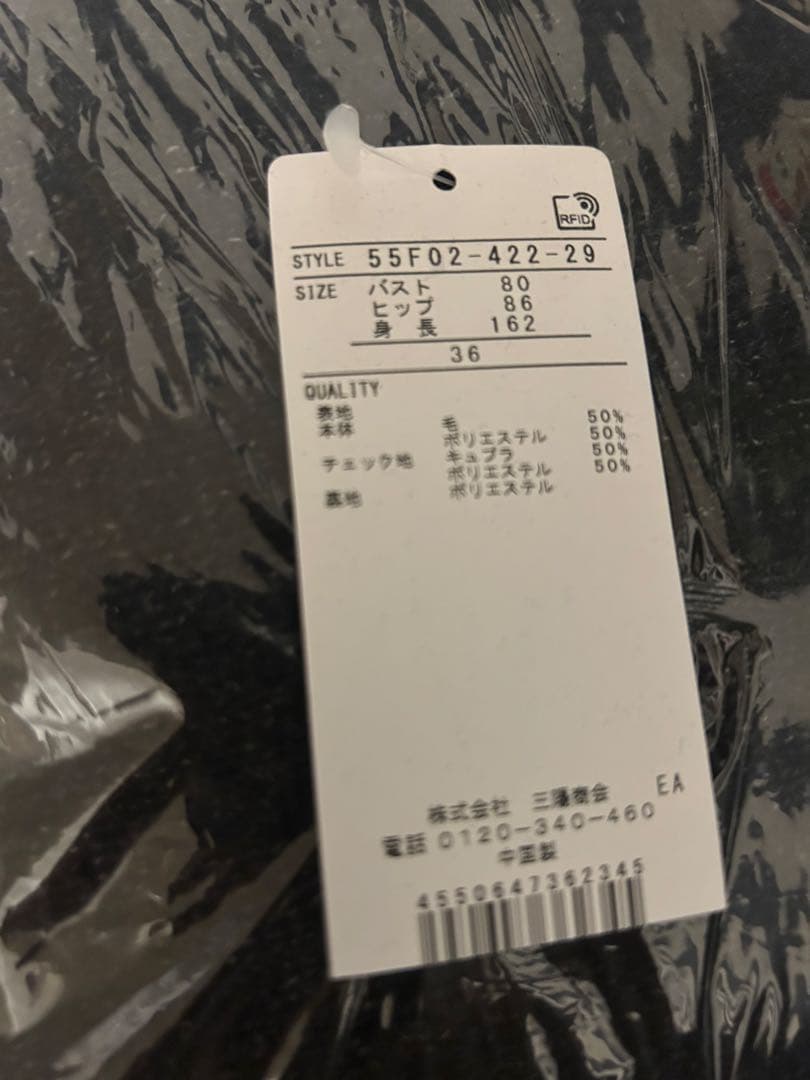 RFID
STYLE 55F02-422-29
SIZE バスト 80
ヒップ 86
身 長 162
36
QUALITY
表地
本体 毛 50%
ポリエステル 50%
チェック地 キュプラ 50%
ポリエステル 50%
裏地 ポリエステル
株式会社 三陽商会 EA
電話 0120-340-460
中国製
4550647362345